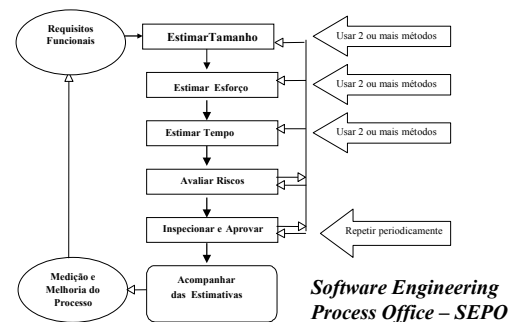 Requisitos
Funcionais
EstimarTamanho
Usar 2 ou mais métodos
Estimar Esforço
Usar 2 ou mais métodos
Estimar Tempo
Usar 2 ou mais métodos
Avaliar Riscos
Inspecionar e Aprovar
Repetir periodicamente
Medição e
Melhoria do
Processo
Acompanhar
das Estimativas
Software Engineering
Process Office – SEPO